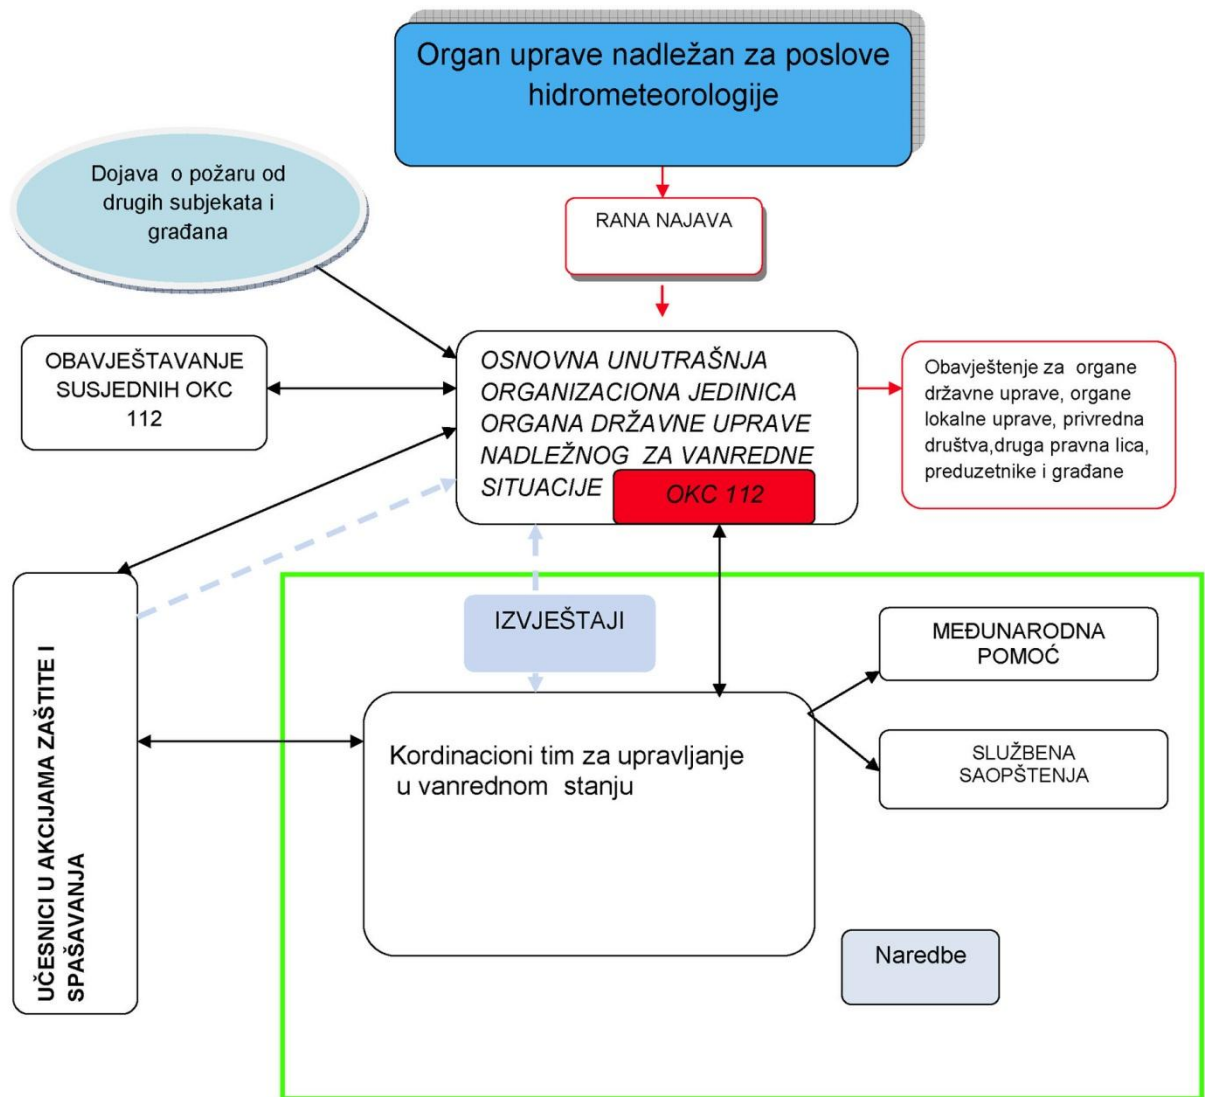 Organ uprave nadležan za poslove
hidrometeorologije
Dojava o požaru od
drugih subjekata i
građana
RANA NAJAVA
OBAVJEŠTAVANJE
SUSJEDNIH OKC
112
OSNOVNA UNUTRAŠNJA
ORGANIZACIONA JEDINICA
ORGANA DRŽAVNE UPRAVE
NADLEŽNOG ZA VANREDNE
SITUACIJE
OKC 112
Obavještenje za organe
državne uprave, organe
lokalne uprave, privredna
društva,druga pravna lica,
preduzetnike i građane
UČESNICI U AKCIJAMA ZAŠTITE I
SPAŠAVANJA
IZVJEŠTAJI
MEĐUNARODNA
POMOĆ
Kordinacioni tim za upravljanje
u vanrednom stanju
SLUŽBENA
SAOPŠTENJA
Naredbe